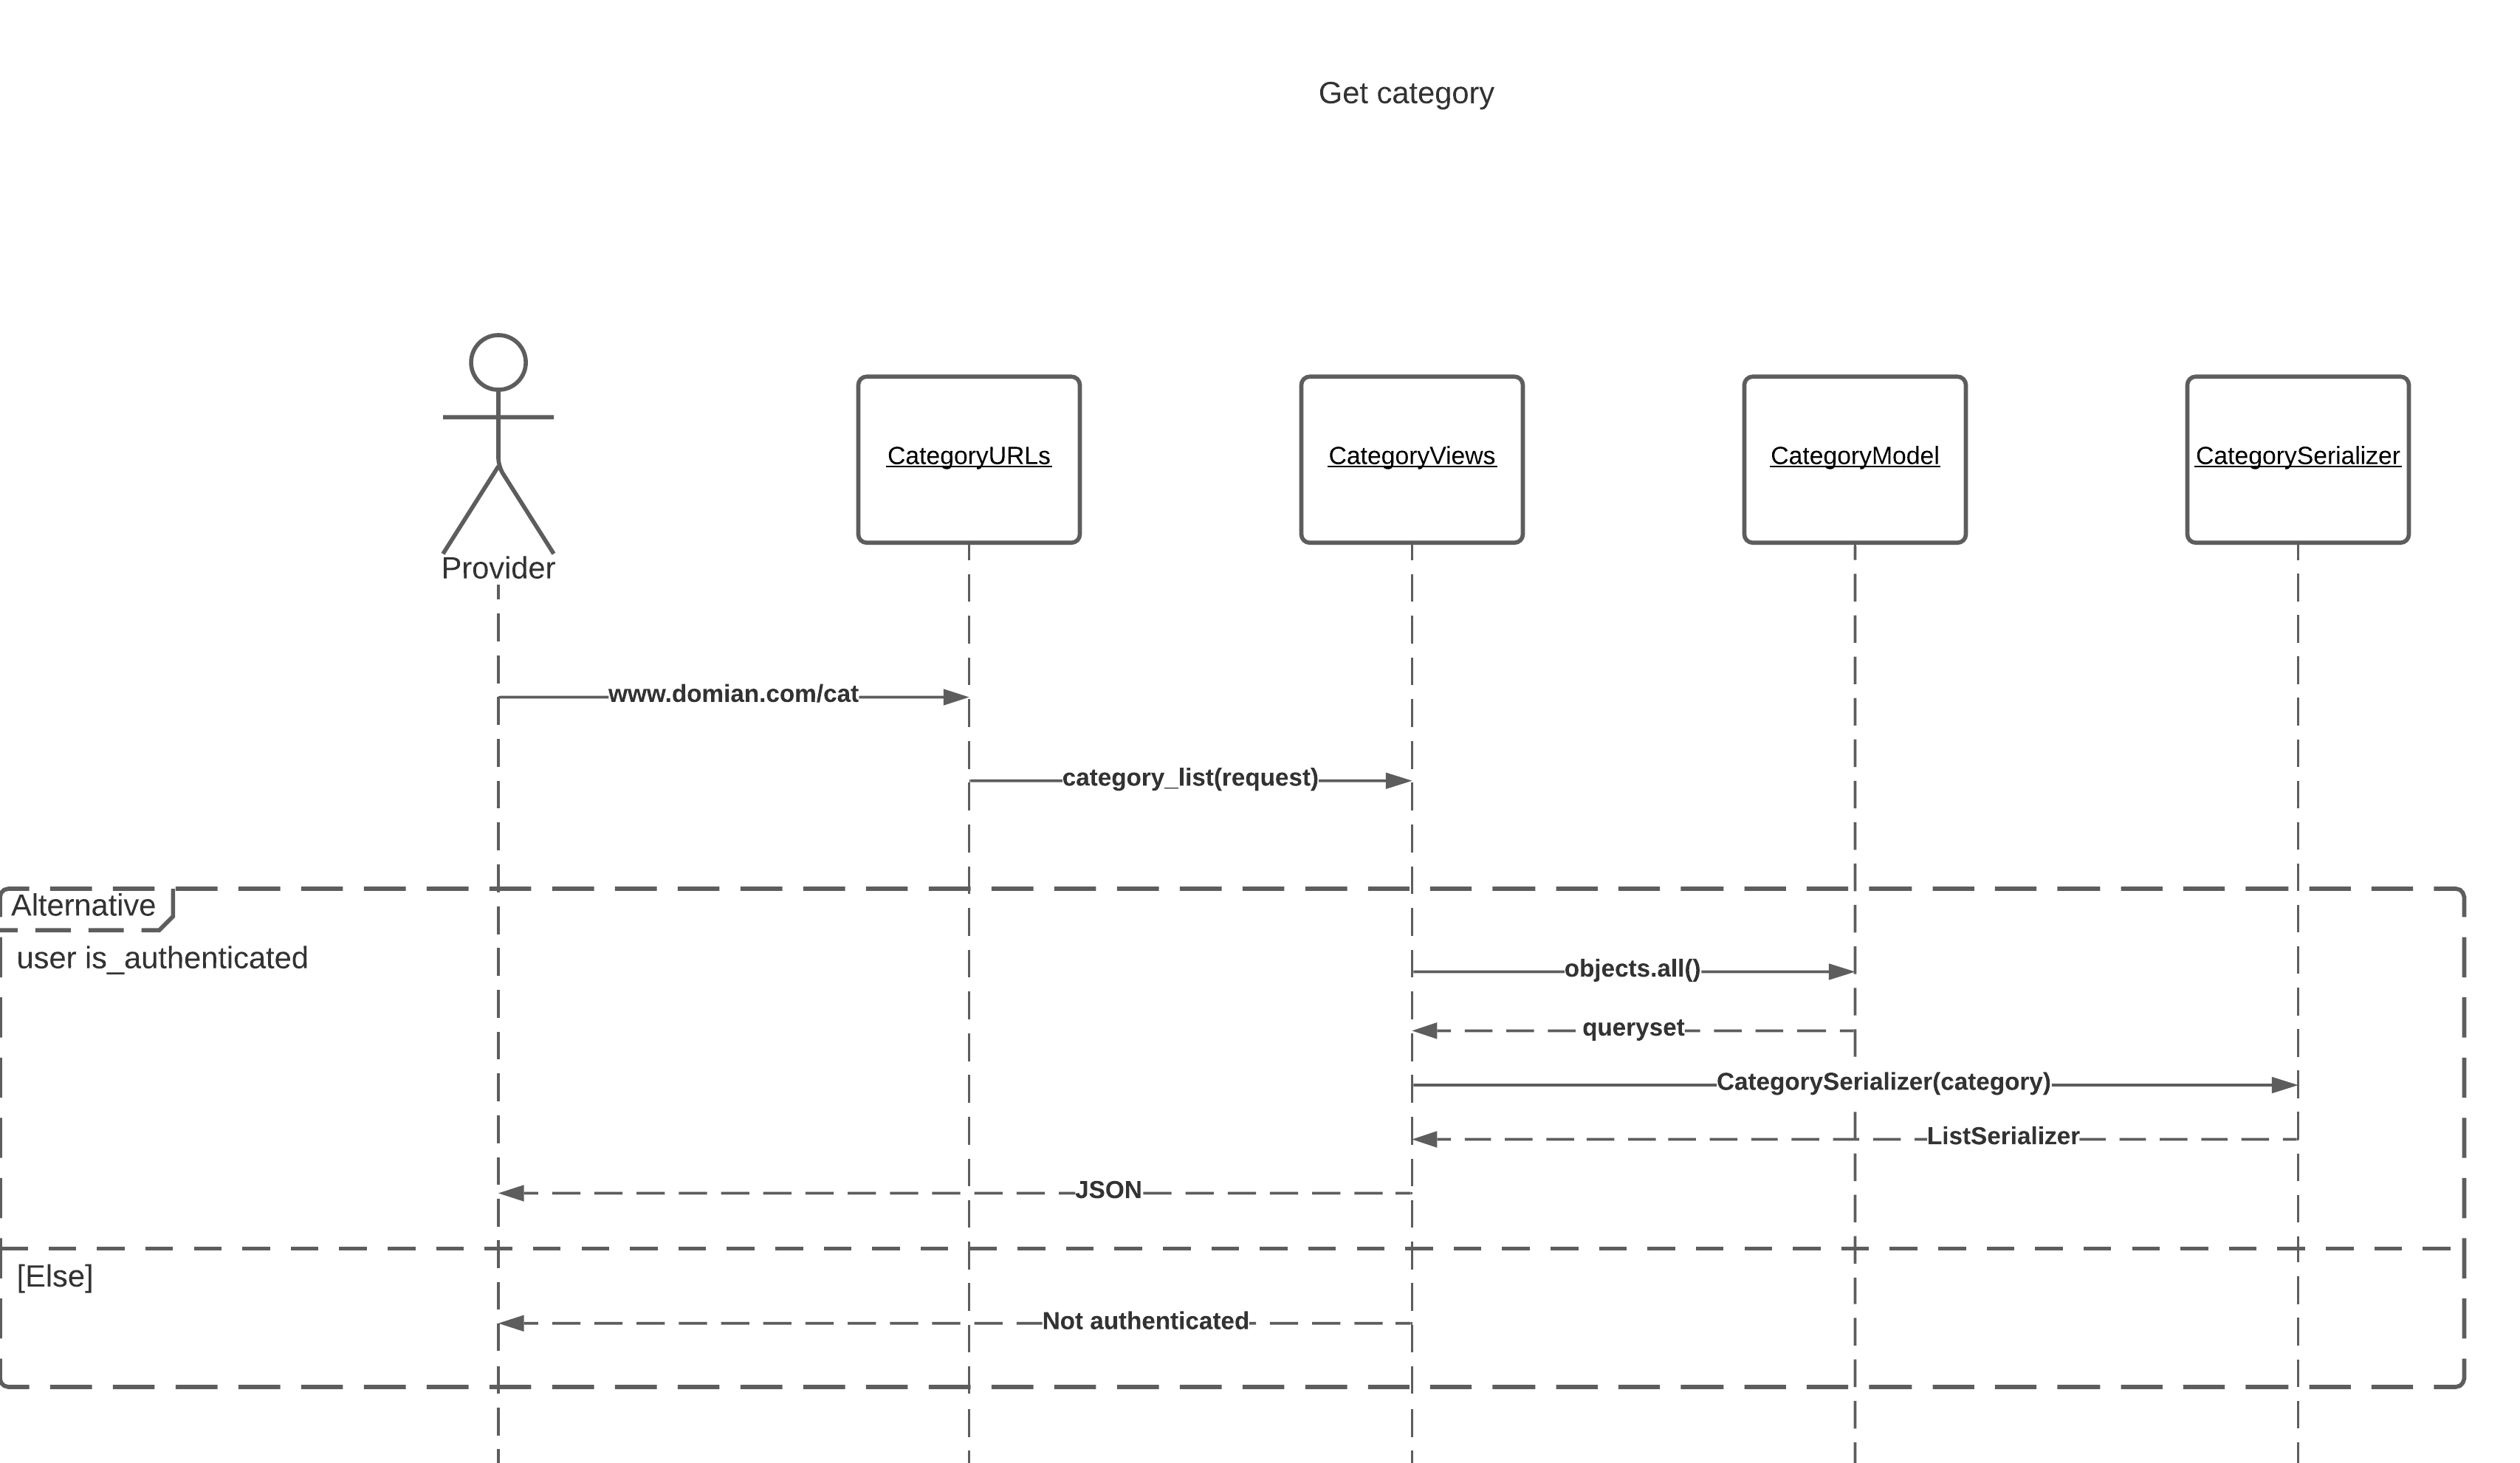 Get category
Provider
CategoryURLs
CategoryViews
CategoryModel
CategorySerializer
www.domian.com/cat
category_list(request)
Alternative
user is_authenticated
objects.all()
queryset
CategorySerializer(category)
ListSerializer
JSON
[Else]
Not authenticated